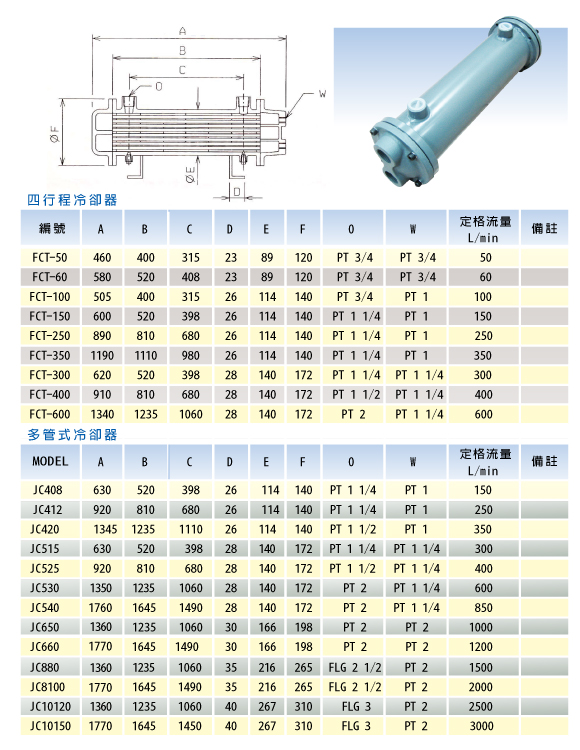 A
B
C
O
W
ØF
ØE
D
四行程冷卻器
編號 A B C D E F O W 定格流量 L/min 備註
FCT-50 460 400 315 23 89 120 PT 3/4 PT 3/4 50
FCT-60 580 520 408 23 89 120 PT 3/4 PT 3/4 60
FCT-100 505 400 315 26 114 140 PT 3/4 PT 1 100
FCT-150 600 520 398 26 114 140 PT 1 1/4 PT 1 150
FCT-250 890 810 680 26 114 140 PT 1 1/4 PT 1 250
FCT-350 1190 1110 980 26 114 140 PT 1 1/4 PT 1 350
FCT-300 620 520 398 28 140 172 PT 1 1/4 PT 1 1/4 300
FCT-400 910 810 680 28 140 172 PT 1 1/2 PT 1 1/4 400
FCT-600 1340 1235 1060 28 140 172 PT 2 PT 1 1/4 600
多管式冷卻器
MODEL A B C D E F O W 定格流量 L/min 備註
JC408 630 520 398 26 114 140 PT 1 1/4 PT 1 150
JC412 920 810 680 26 114 140 PT 1 1/4 PT 1 250
JC420 1345 1235 1110 26 114 140 PT 1 1/2 PT 1 350
JC515 630 520 398 28 140 172 PT 1 1/4 PT 1 1/4 300
JC525 920 810 680 28 140 172 PT 1 1/2 PT 1 1/4 400
JC530 1350 1235 1060 28 140 172 PT 2 PT 1 1/4 600
JC540 1760 1645 1490 28 140 172 PT 2 PT 1 1/4 850
JC650 1360 1235 1060 30 166 198 PT 2 PT 2 1000
JC660 1770 1645 1490 30 166 198 PT 2 PT 2 1200
JC880 1360 1235 1060 35 216 265 FLG 2 1/2 PT 2 1500
JC8100 1770 1645 1490 35 216 265 FLG 2 1/2 PT 2 2000
JC10120 1360 1235 1060 40 267 310 FLG 3 PT 2 2500
JC10150 1770 1645 1450 40 267 310 FLG 3 PT 2 3000